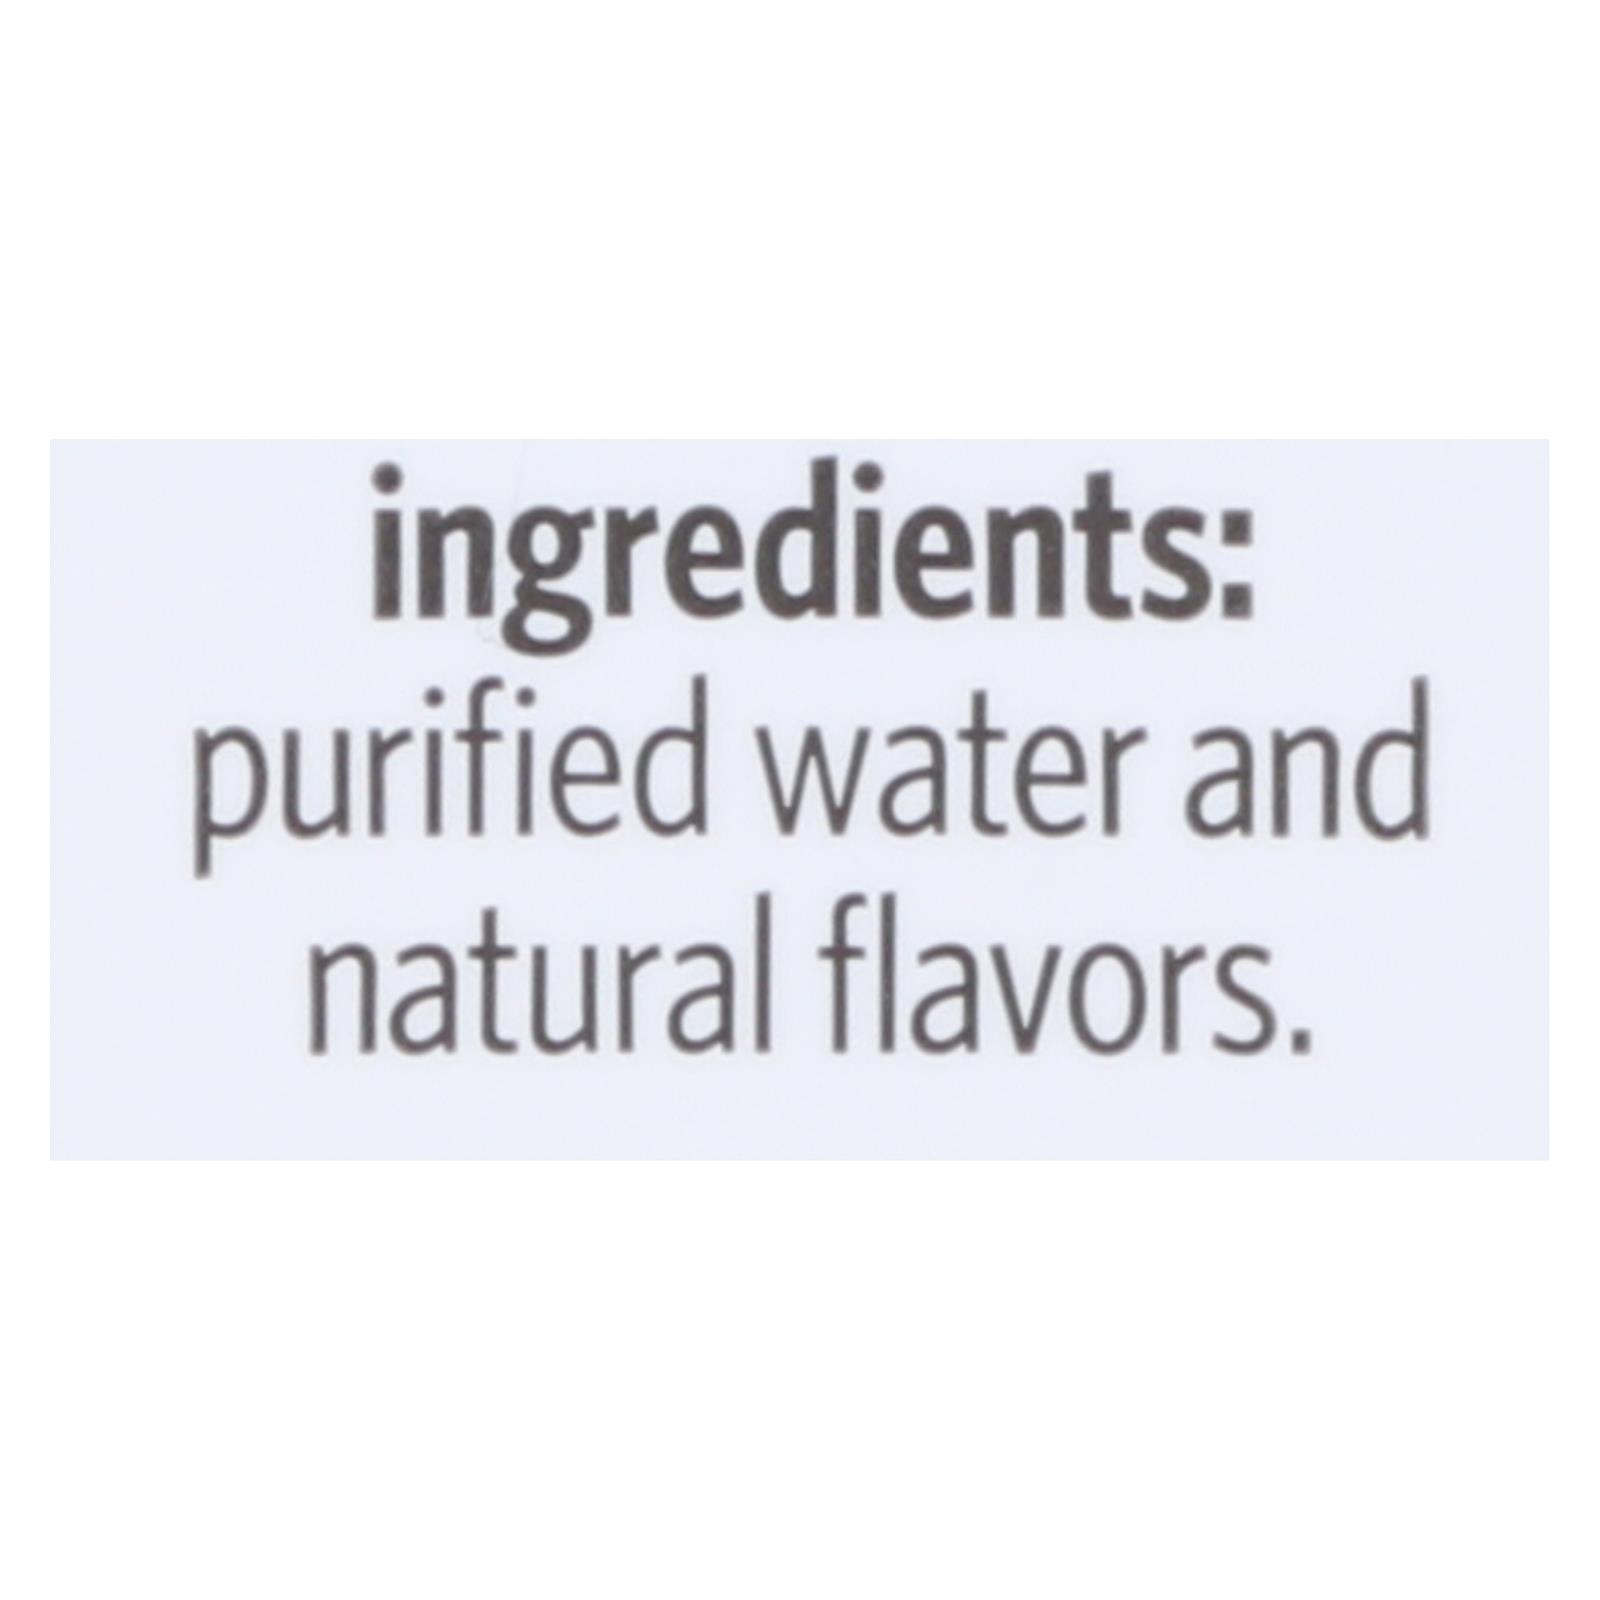 ingredients:
purified water and
natural flavors.